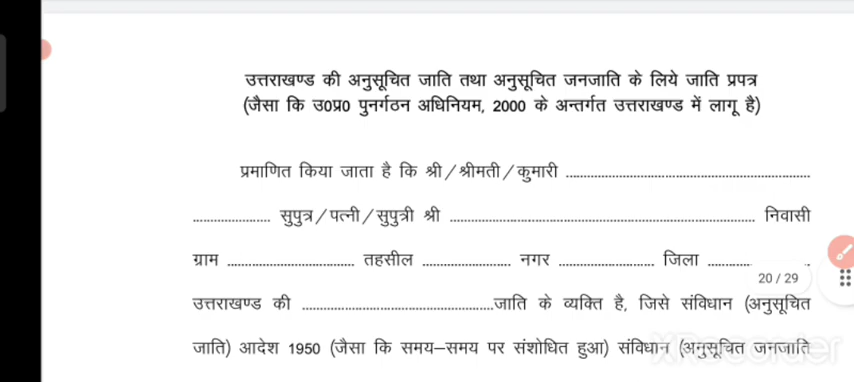 उत्तराखण्ड की अनुसूचित जाति तथा अनुसूचित जनजाति के लिये जाति प्रपत्र
(जैसा कि उ0प्र0 पुनर्गठन अधिनियम, 2000 के अन्तर्गत उत्तराखण्ड में लागू है)
प्रमाणित किया जाता है कि श्री/श्रीमती/कुमारी ........................................
.................... सुपुत्र/पत्नी/सुपुत्री श्री ........................................ निवासी
ग्राम .............................. तहसील .................... नगर .................... जिला ..........
20 / 29
उत्तराखण्ड की ........................................जाति के व्यक्ति है, जिसे संविधान (अनुसूचित
जाति) आदेश 1950 (जैसा कि समय–समय पर संशोधित हुआ) संविधान (अनुसूचित जनजाति
XRecorder